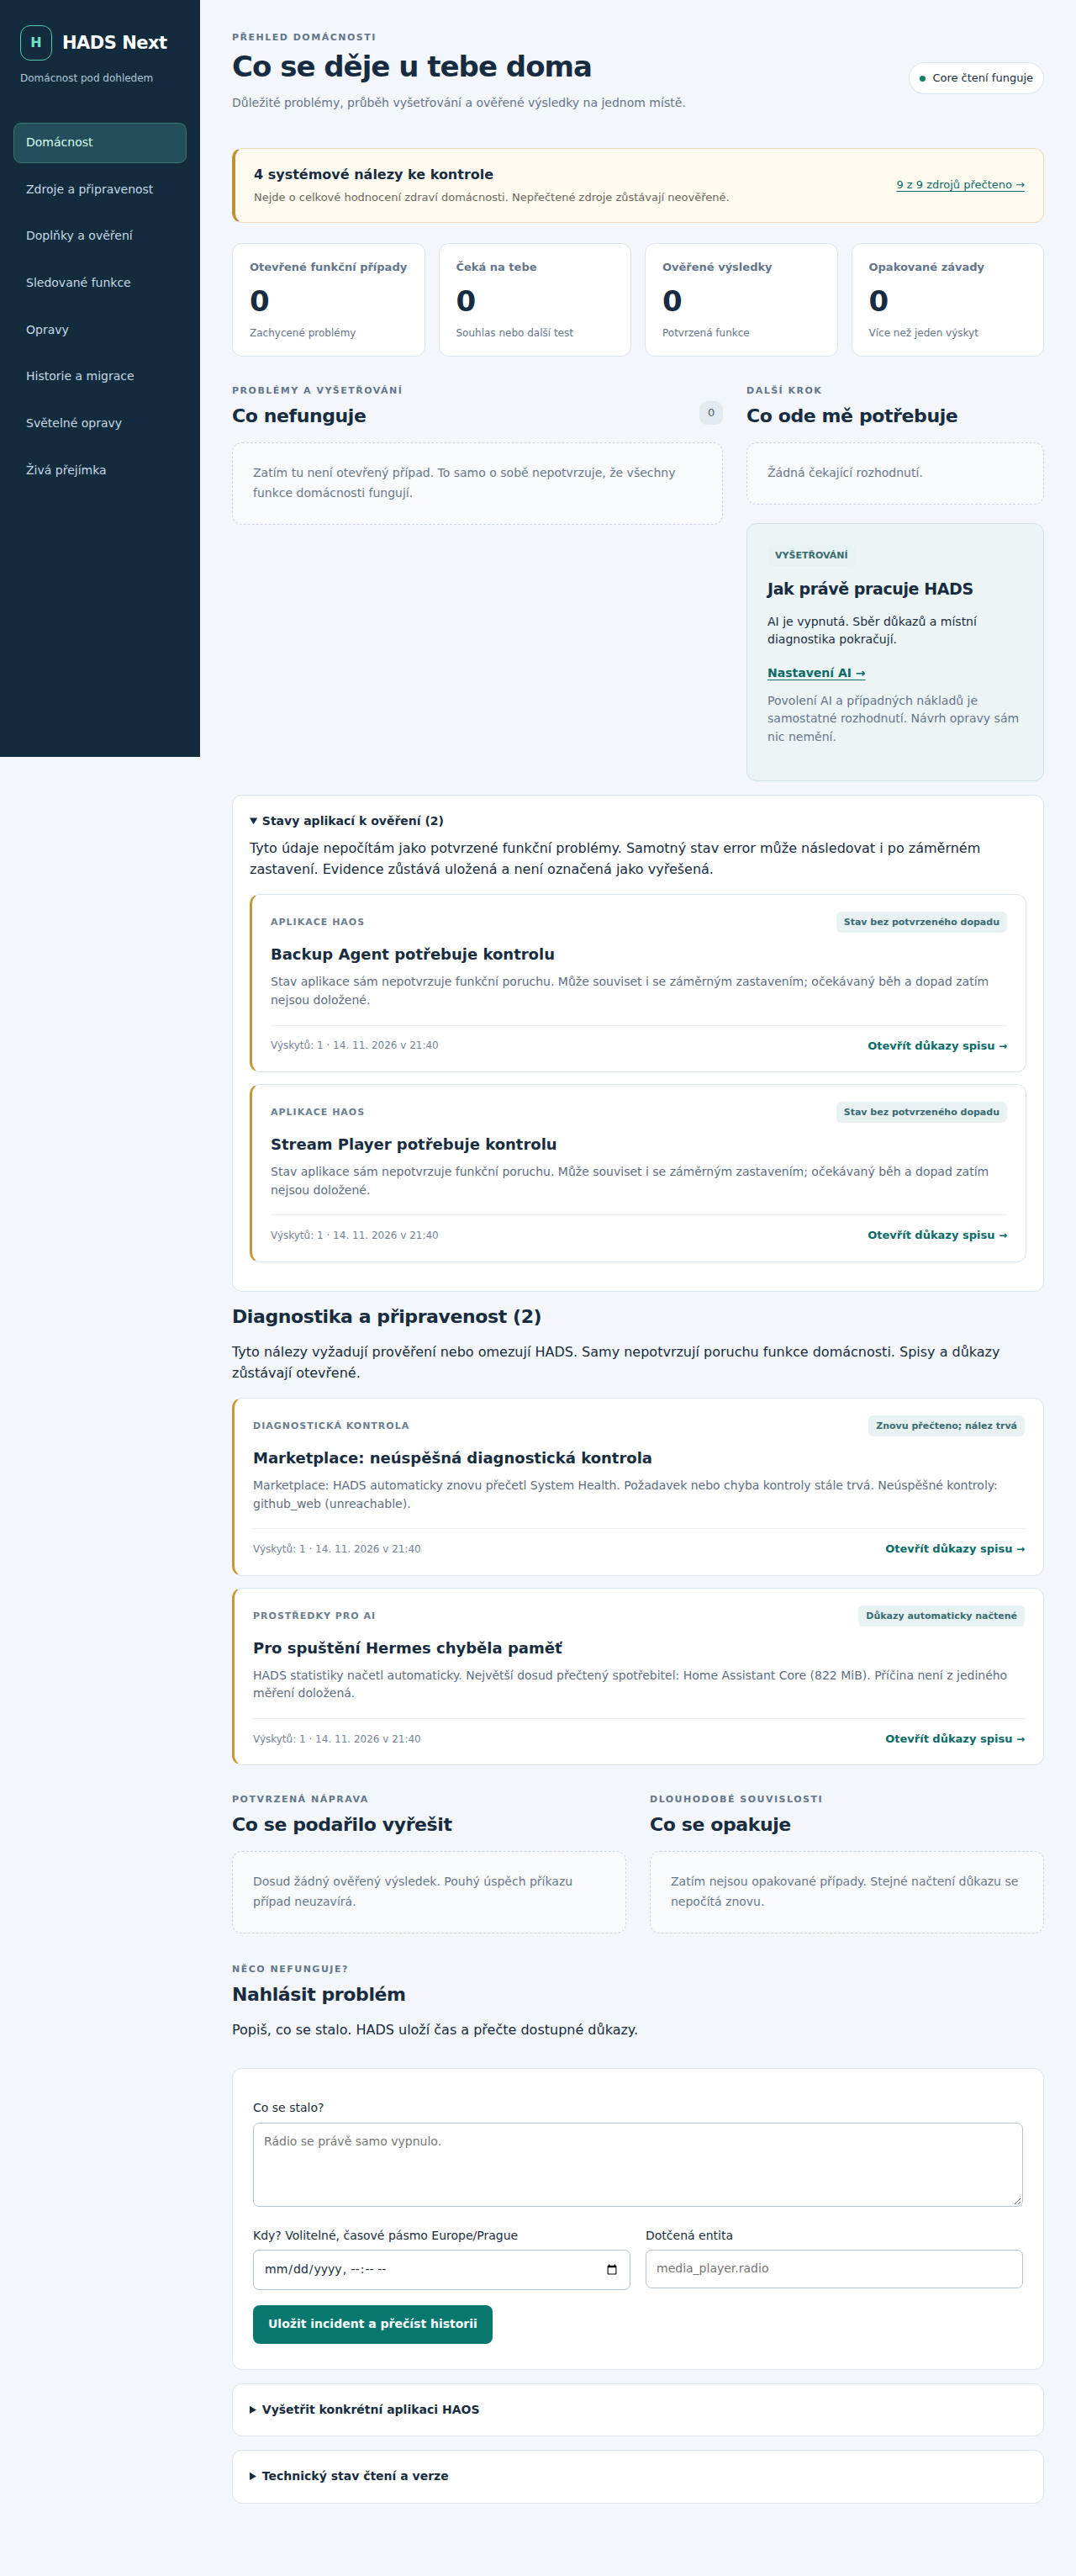 H
HADS Next
Domácnost pod dohledem
Domácnost
Zdroje a připravenost
Doplňky a ověření
Sledované funkce
Opravy
Historie a migrace
Světelné opravy
Živá přejímka
PŘEHLED DOMÁCNOSTI
Co se děje u tebe doma
Důležité problémy, průběh vyšetřování a ověřené výsledky na jednom místě.
Core čtení funguje
4 systémové nálezy ke kontrole
Nejde o celkové hodnocení zdraví domácnosti. Nepřečtené zdroje zůstávají neověřené.
9 z 9 zdrojů přečteno →
Otevřené funkční případy
0
Zachycené problémy
Čeká na tebe
0
Souhlas nebo další test
Ověřené výsledky
0
Potvrzená funkce
Opakované závady
0
Více než jeden výskyt
PROBLÉMY A VYŠETŘOVÁNÍ
Co nefunguje
0
Zatím tu není otevřený případ. To samo o sobě nepotvrzuje, že všechny
funkce domácnosti fungují.
DALŠÍ KROK
Co ode mě potřebuje
Žádná čekající rozhodnutí.
VYŠETŘOVÁNÍ
Jak právě pracuje HADS
AI je vypnutá. Sběr důkazů a místní
diagnostika pokračují.
Nastavení AI →
Povolení AI a případných nákladů je
samostatné rozhodnutí. Návrh opravy sám
nic nemění.
▼ Stavy aplikací k ověření (2)
Tyto údaje nepočítám jako potvrzené funkční problémy. Samotný stav error může následovat i po záměrném
zastavení. Evidence zůstává uložená a není označená jako vyřešená.
APLIKACE HAOS
Stav bez potvrzeného dopadu
Backup Agent potřebuje kontrolu
Stav aplikace sám nepotvrzuje funkční poruchu. Může souviset i se záměrným zastavením; očekávaný běh a dopad zatím
nejsou doložené.
Výskytů: 1 · 14. 11. 2026 v 21:40
Otevřít důkazy spisu →
APLIKACE HAOS
Stav bez potvrzeného dopadu
Stream Player potřebuje kontrolu
Stav aplikace sám nepotvrzuje funkční poruchu. Může souviset i se záměrným zastavením; očekávaný běh a dopad zatím
nejsou doložené.
Výskytů: 1 · 14. 11. 2026 v 21:40
Otevřít důkazy spisu →
Diagnostika a připravenost (2)
Tyto nálezy vyžadují prověření nebo omezují HADS. Samy nepotvrzují poruchu funkce domácnosti. Spisy a důkazy
zůstávají otevřené.
DIAGNOSTICKÁ KONTROLA
Znovu přečteno; nález trvá
Marketplace: neúspěšná diagnostická kontrola
Marketplace: HADS automaticky znovu přečetl System Health. Požadavek nebo chyba kontroly stále trvá. Neúspěšné kontroly:
github_web (unreachable).
Výskytů: 1 · 14. 11. 2026 v 21:40
Otevřít důkazy spisu →
PROSTŘEDKY PRO AI
Důkazy automaticky načtené
Pro spuštění Hermes chyběla paměť
HADS statistiky načetl automaticky. Největší dosud přečtený spotřebitel: Home Assistant Core (822 MiB). Příčina není z jediného
měření doložená.
Výskytů: 1 · 14. 11. 2026 v 21:40
Otevřít důkazy spisu →
POTVRZENÁ NÁPRAVA
Co se podařilo vyřešit
Dosud žádný ověřený výsledek. Pouhý úspěch příkazu
případ neuzavírá.
DLOUHODOBÉ SOUVISLOSTI
Co se opakuje
Zatím nejsou opakované případy. Stejné načtení důkazu se
nepočítá znovu.
NĚCO NEFUNGUJE?
Nahlásit problém
Popiš, co se stalo. HADS uloží čas a přečte dostupné důkazy.
Co se stalo?
Rádio se právě samo vypnulo.
Kdy? Volitelné, časové pásmo Europe/Prague
mm/dd/yyyy, --:-- --
Dotčená entita
media_player.radio
Uložit incident a přečíst historii
▶ Vyšetřit konkrétní aplikaci HAOS
▶ Technický stav čtení a verze